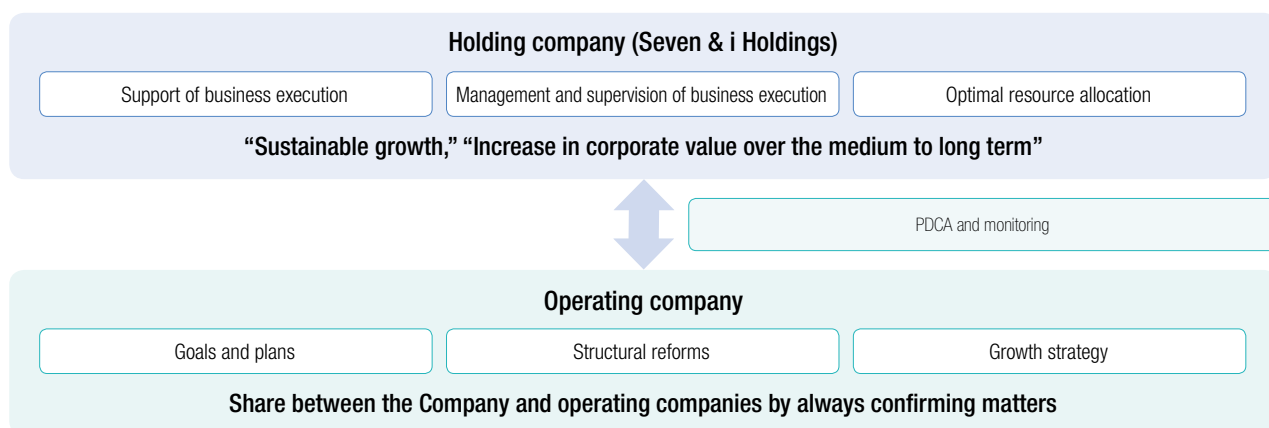 Holding company (Seven & i Holdings)
Support of business execution
Management and supervision of business execution
Optimal resource allocation
“Sustainable growth,” “Increase in corporate value over the medium to long term”
PDCA and monitoring
Operating company
Goals and plans
Structural reforms
Growth strategy
Share between the Company and operating companies by always confirming matters